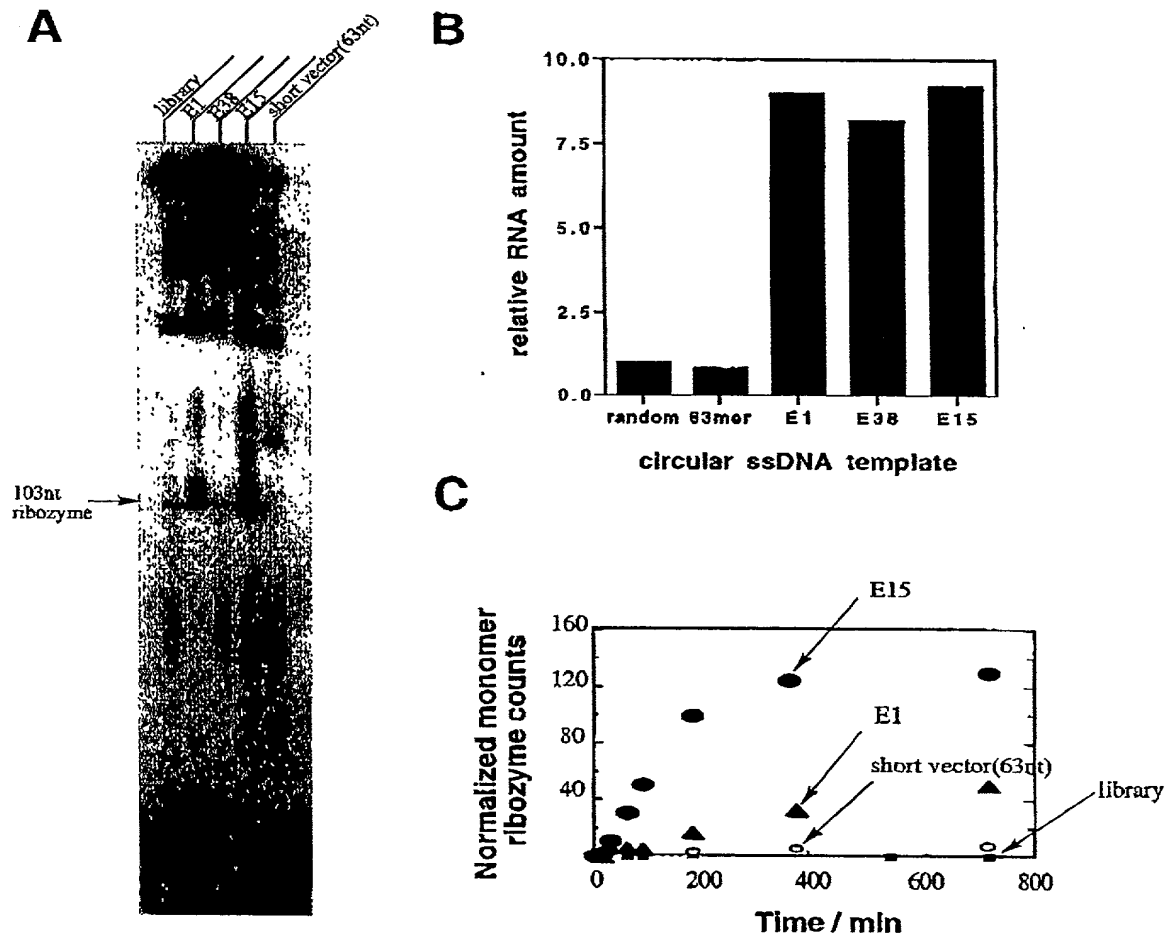 A
library
E1
E38
E15
short vector(63nt)
103nt
ribozyme
B
relative RNA amount
10.0
7.5
5.0
2.5
0.0
random 63mer E1 E38 E15
circular ssDNA template
C
Normalized monomer
ribozyme counts
160
120
80
40
0 200 400 600 800
Time / min
E15
E1
short vector(63nt)
library